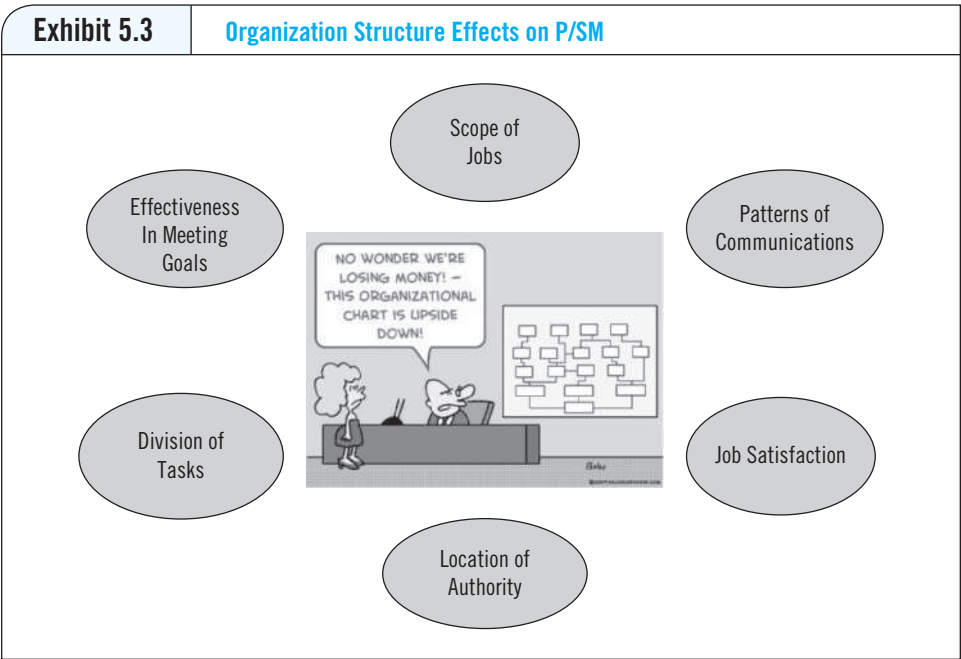 Exhibit 5.3
Organization Structure Effects on P/SM
Scope of
Jobs
Effectiveness
In Meeting
Goals
Patterns of
Communications
NO WONDER WE'RE
LOSING MONEY! –
THIS ORGANIZATIONAL
CHART IS UPSIDE
DOWN!
Division of
Tasks
Job Satisfaction
Location of
Authority